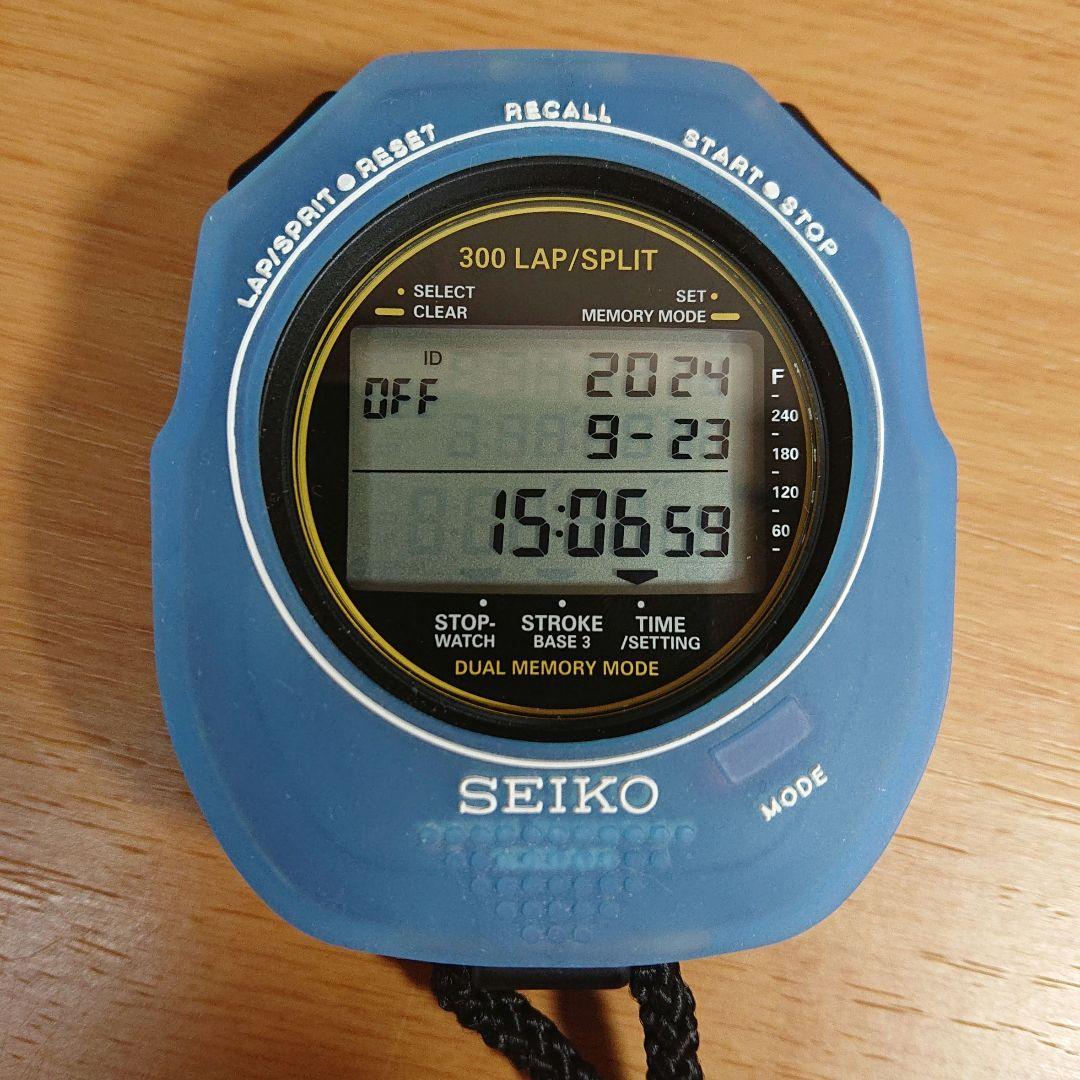 RECALL
LAP/SPRIT ● RESET
START ● STOP
300 LAP/SPLIT
• SELECT
CLEAR
SET •
MEMORY MODE
ID
OFF
2024
9-23
15:06 59
F
240
180
120
60
STOP-
WATCH
STROKE
BASE 3
TIME
/SETTING
DUAL MEMORY MODE
SEIKO
MODE